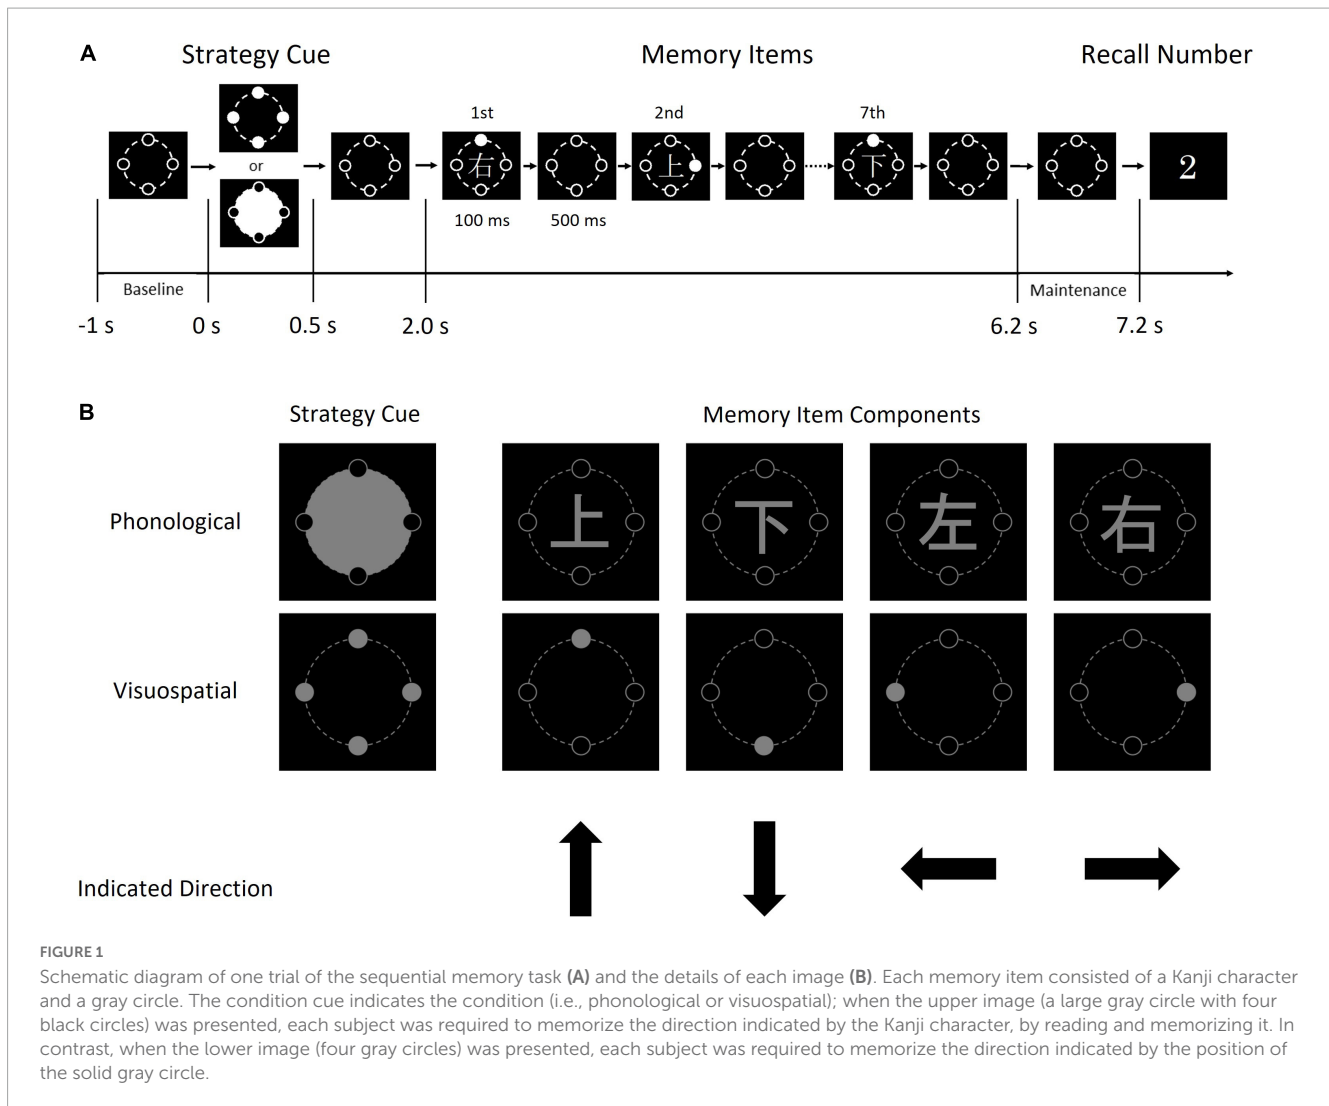 A
Strategy Cue
Memory Items
Recall Number
1st
2nd
7th
or
右
上
下
2
100 ms
500 ms
Baseline
Maintenance
-1 s
0 s
0.5 s
2.0 s
6.2 s
7.2 s
B
Strategy Cue
Memory Item Components
Phonological
上
下
左
右
Visuospatial
Indicated Direction
FIGURE 1
Schematic diagram of one trial of the sequential memory task (A) and the details of each image (B). Each memory item consisted of a Kanji character
and a gray circle. The condition cue indicates the condition (i.e., phonological or visuospatial); when the upper image (a large gray circle with four
black circles) was presented, each subject was required to memorize the direction indicated by the Kanji character, by reading and memorizing it. In
contrast, when the lower image (four gray circles) was presented, each subject was required to memorize the direction indicated by the position of
the solid gray circle.